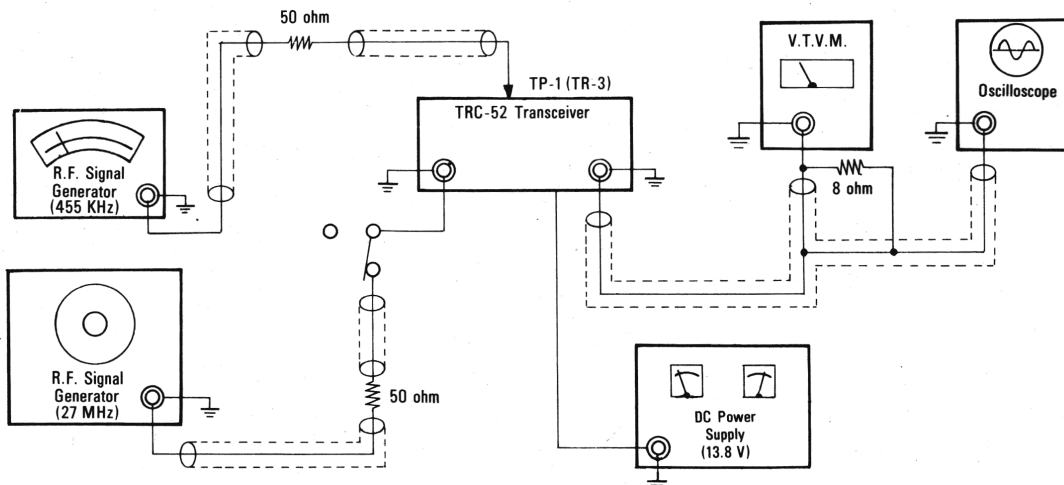 50 ohm
V.T.V.M.
Oscilloscope
TP-1 (TR-3)
TRC-52 Transceiver
R.F. Signal
Generator
(455 KHz)
8 ohm
R.F. Signal
Generator
(27 MHz)
50 ohm
DC Power
Supply
(13.8 V)